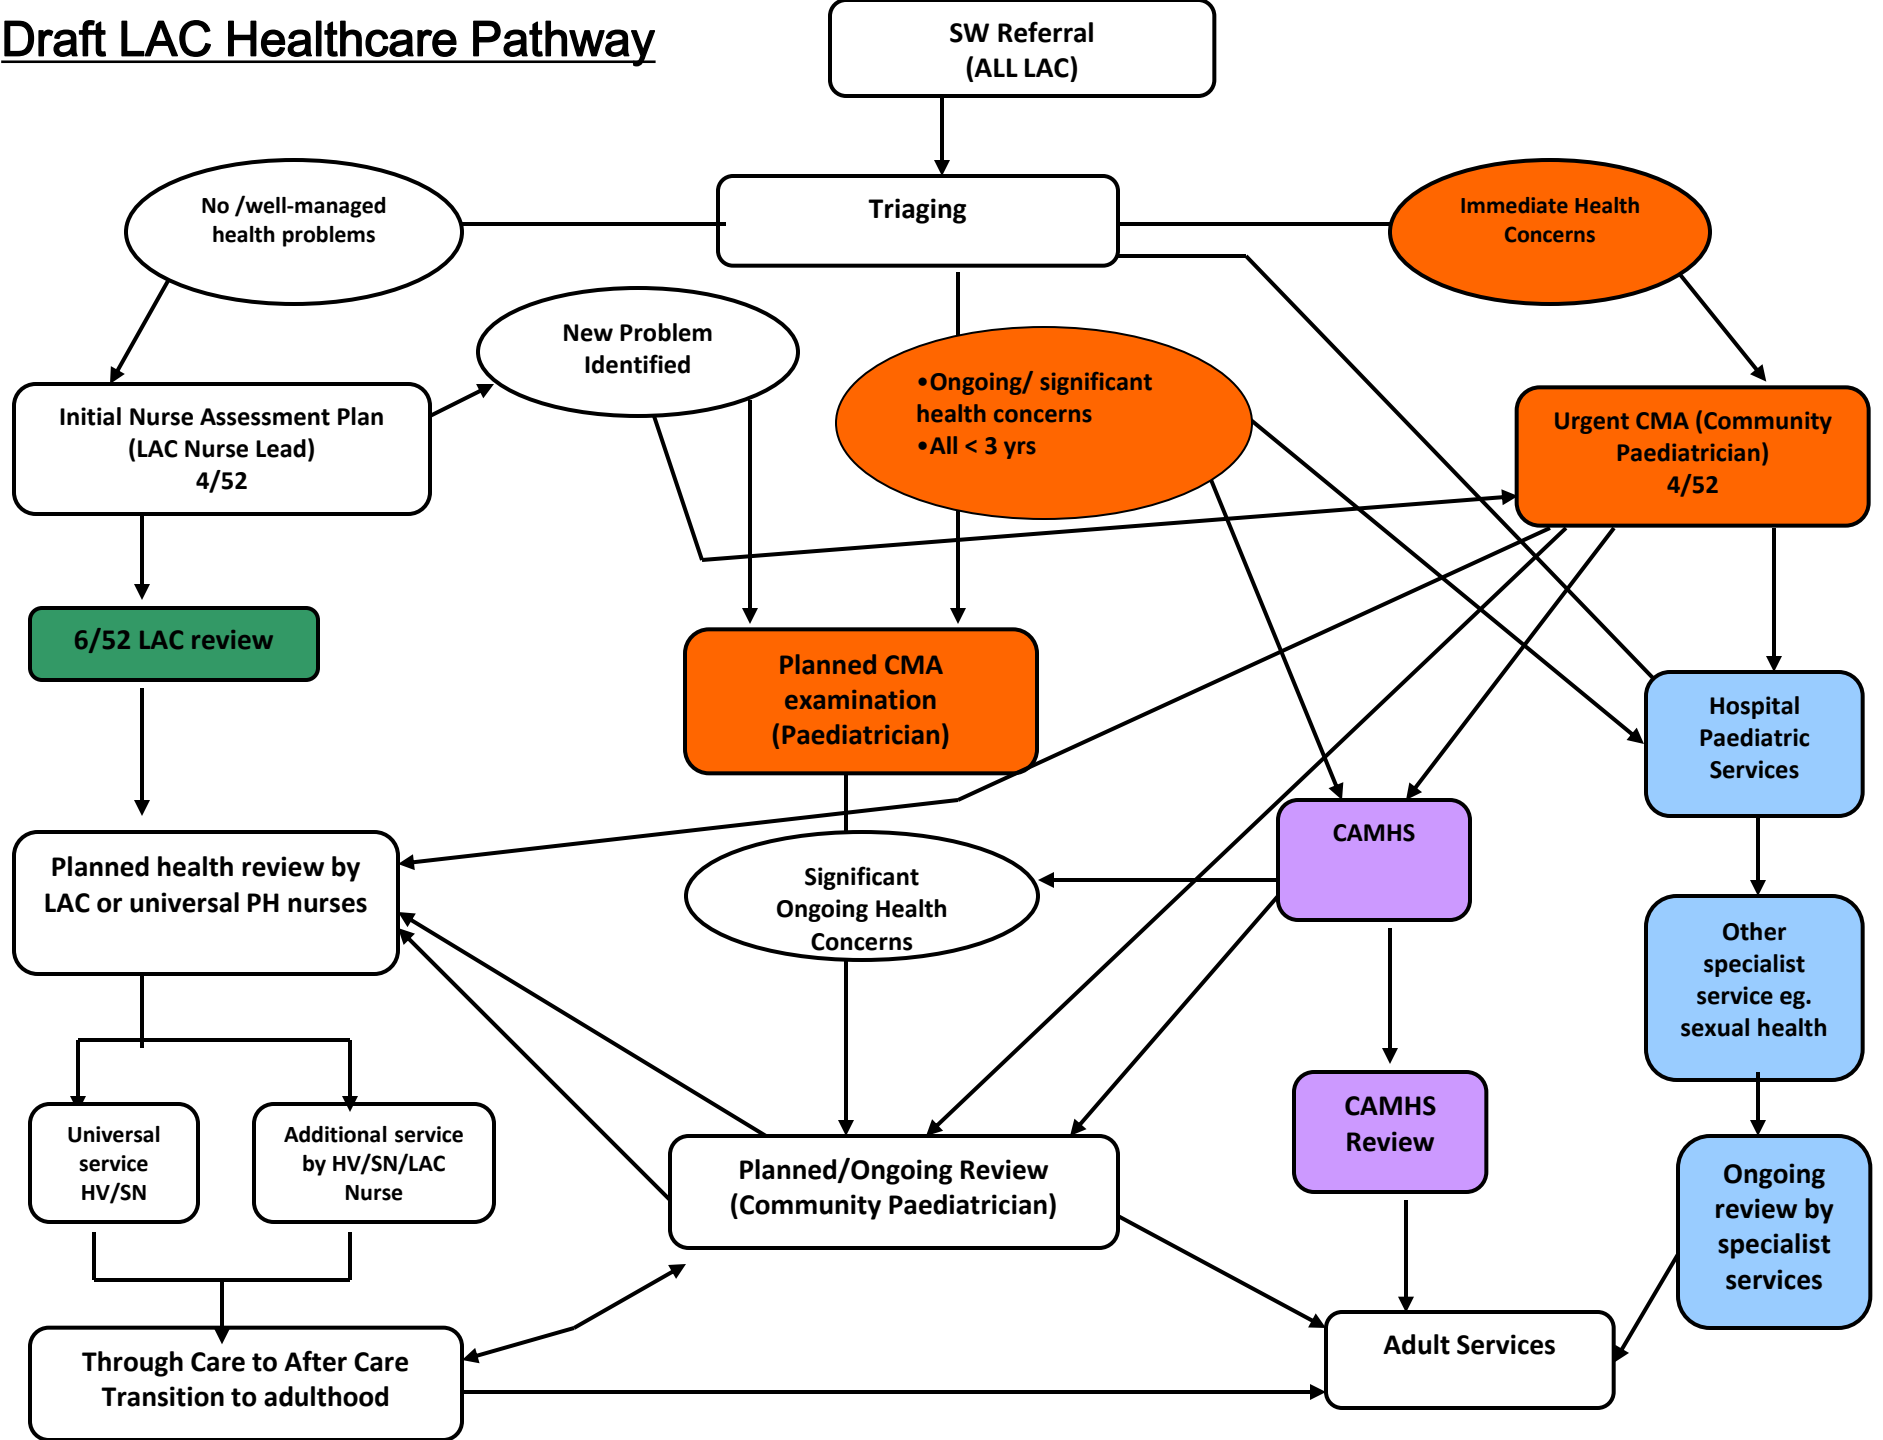 Draft LAC Healthcare Pathway
SW Referral
(ALL LAC)
No /well-managed
health problems
Triaging
Immediate Health
Concerns
New Problem
Identified
•Ongoing/ significant
health concerns
•All < 3 yrs
Initial Nurse Assessment Plan
(LAC Nurse Lead)
4/52
Urgent CMA (Community
Paediatrician)
4/52
6/52 LAC review
Planned CMA
examination
(Paediatrician)
Hospital
Paediatric
Services
Planned health review by
LAC or universal PH nurses
Significant
Ongoing Health
Concerns
CAMHS
Other
specialist
service eg.
sexual health
Universal
service
HV/SN
Additional service
by HV/SN/LAC
Nurse
Planned/Ongoing Review
(Community Paediatrician)
CAMHS
Review
Ongoing
review by
specialist
services
Through Care to After Care
Transition to adulthood
Adult Services